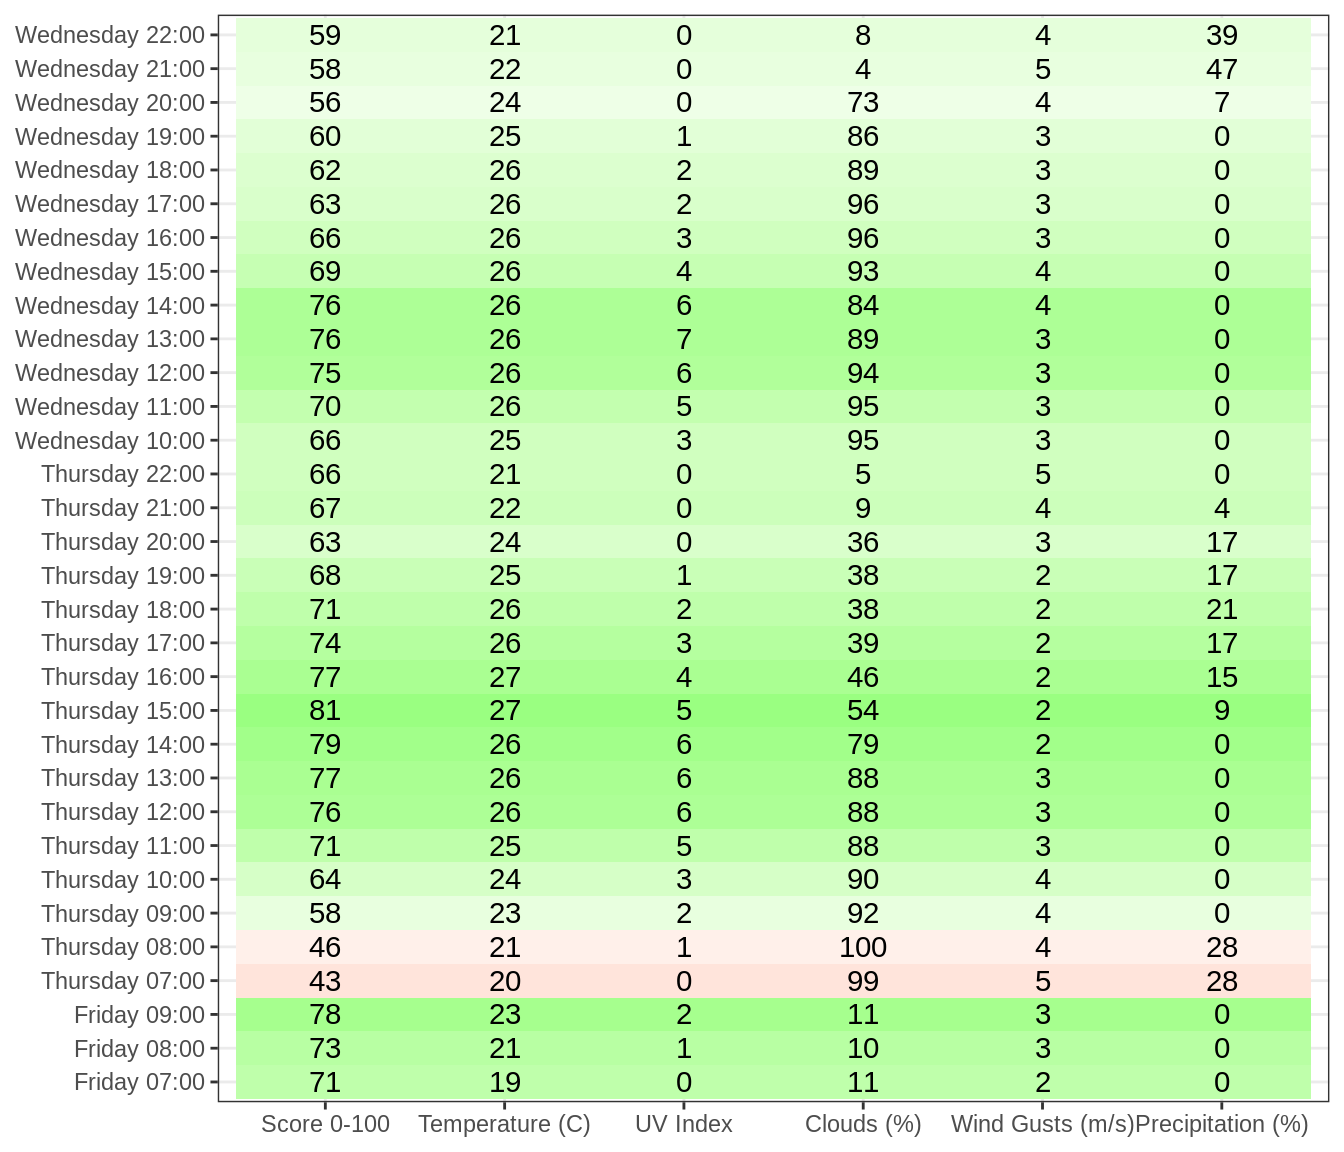 Wednesday 22:00 59 21 0 8 4 39
Wednesday 21:00 58 22 0 4 5 47
Wednesday 20:00 56 24 0 73 4 7
Wednesday 19:00 60 25 1 86 3 0
Wednesday 18:00 62 26 2 89 3 0
Wednesday 17:00 63 26 2 96 3 0
Wednesday 16:00 66 26 3 96 3 0
Wednesday 15:00 69 26 4 93 4 0
Wednesday 14:00 76 26 6 84 4 0
Wednesday 13:00 76 26 7 89 3 0
Wednesday 12:00 75 26 6 94 3 0
Wednesday 11:00 70 26 5 95 3 0
Wednesday 10:00 66 25 3 95 3 0
Thursday 22:00 66 21 0 5 5 0
Thursday 21:00 67 22 0 9 4 4
Thursday 20:00 63 24 0 36 3 17
Thursday 19:00 68 25 1 38 2 17
Thursday 18:00 71 26 2 38 2 21
Thursday 17:00 74 26 3 39 2 17
Thursday 16:00 77 27 4 46 2 15
Thursday 15:00 81 27 5 54 2 9
Thursday 14:00 79 26 6 79 2 0
Thursday 13:00 77 26 6 88 3 0
Thursday 12:00 76 26 6 88 3 0
Thursday 11:00 71 25 5 88 3 0
Thursday 10:00 64 24 3 90 4 0
Thursday 09:00 58 23 2 92 4 0
Thursday 08:00 46 21 1 100 4 28
Thursday 07:00 43 20 0 99 5 28
Friday 09:00 78 23 2 11 3 0
Friday 08:00 73 21 1 10 3 0
Friday 07:00 71 19 0 11 2 0
Score 0-100 Temperature (C) UV Index Clouds (%) Wind Gusts (m/s) Precipitation (%)